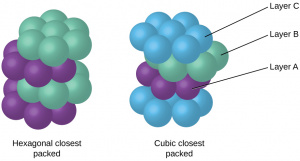 Layer C
Layer B
Layer A
Hexagonal closest
packed
Cubic closest
packed